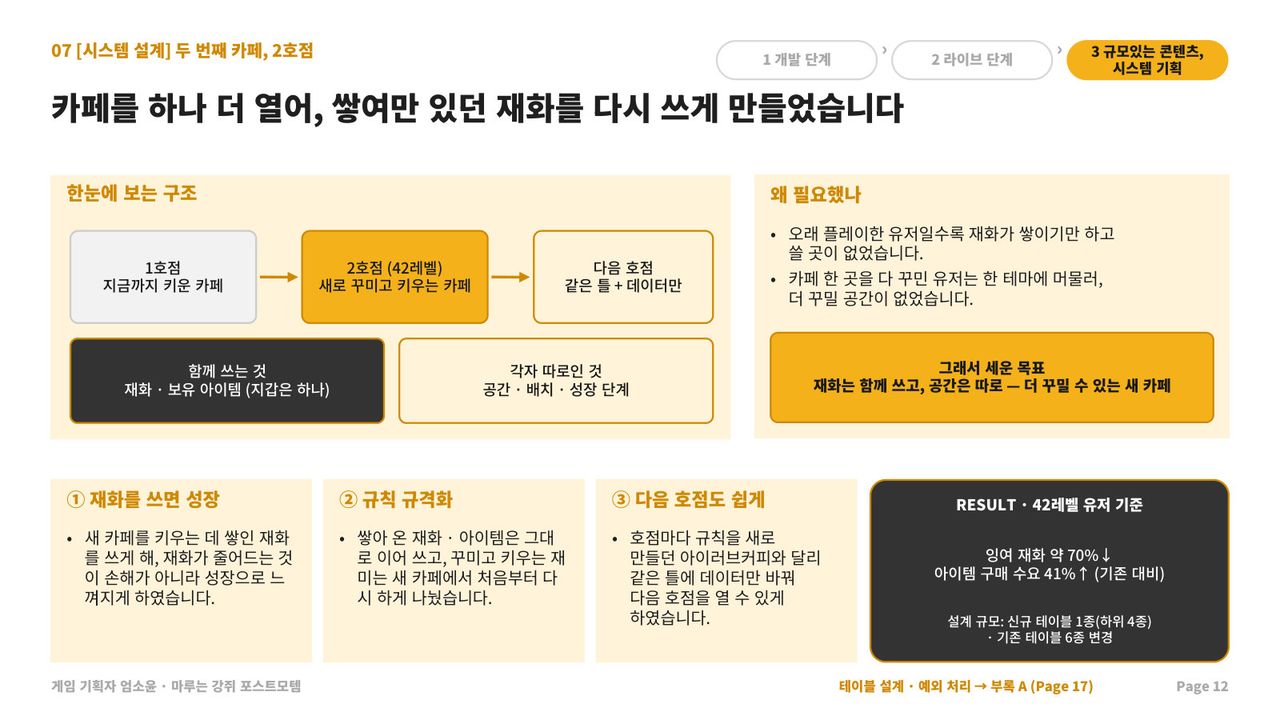 07 [시스템 설계] 두 번째 카페, 2호점
1 개발 단계
›
2 라이브 단계
›
3 규모있는 콘텐츠,
시스템 기획
카페를 하나 더 열어, 쌓여만 있던 재화를 다시 쓰게 만들었습니다
한눈에 보는 구조
1호점
지금까지 키운 카페
2호점 (42레벨)
새로 꾸미고 키우는 카페
다음 호점
같은 틀 + 데이터만
함께 쓰는 것
재화 · 보유 아이템 (지갑은 하나)
각자 따로인 것
공간 · 배치 · 성장 단계
왜 필요했나
• 오래 플레이한 유저일수록 재화가 쌓이기만 하고
쓸 곳이 없었습니다.
• 카페 한 곳을 다 꾸민 유저는 한 테마에 머물러,
더 꾸밀 공간이 없었습니다.
그래서 세운 목표
재화는 함께 쓰고, 공간은 따로 — 더 꾸밀 수 있는 새 카페
① 재화를 쓰면 성장
• 새 카페를 키우는 데 쌓인 재화
를 쓰게 해, 재화가 줄어드는 것
이 손해가 아니라 성장으로 느
껴지게 하였습니다.
② 규칙 규격화
• 쌓아 온 재화 · 아이템은 그대
로 이어 쓰고, 꾸미고 키우는 재
미는 새 카페에서 처음부터 다
시 하게 나눴습니다.
③ 다음 호점도 쉽게
• 호점마다 규칙을 새로
만들던 아이러브커피와 달리
같은 틀에 데이터만 바꿔
다음 호점을 열 수 있게
하였습니다.
RESULT · 42레벨 유저 기준
잉여 재화 약 70%↓
아이템 구매 수요 41%↑ (기존 대비)
설계 규모: 신규 테이블 1종(하위 4종)
· 기존 테이블 6종 변경
게임 기획자 엄소윤 · 마루는 강쥐 포스트모템
테이블 설계 · 예외 처리 → 부록 A (Page 17)
Page 12